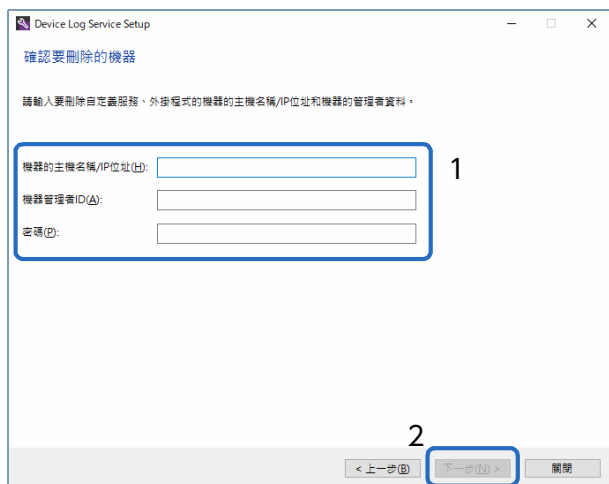 Device Log Service Setup
確認要刪除的機器
請輸入要刪除自定義服務、外掛程式的機器的主機名稱/IP位址和機器的管理者資料。
機器的主機名稱/IP位址(H):
1
機器管理者ID(A):
密碼(P):
2
< 上一步(B) 下一步(N) > 關閉